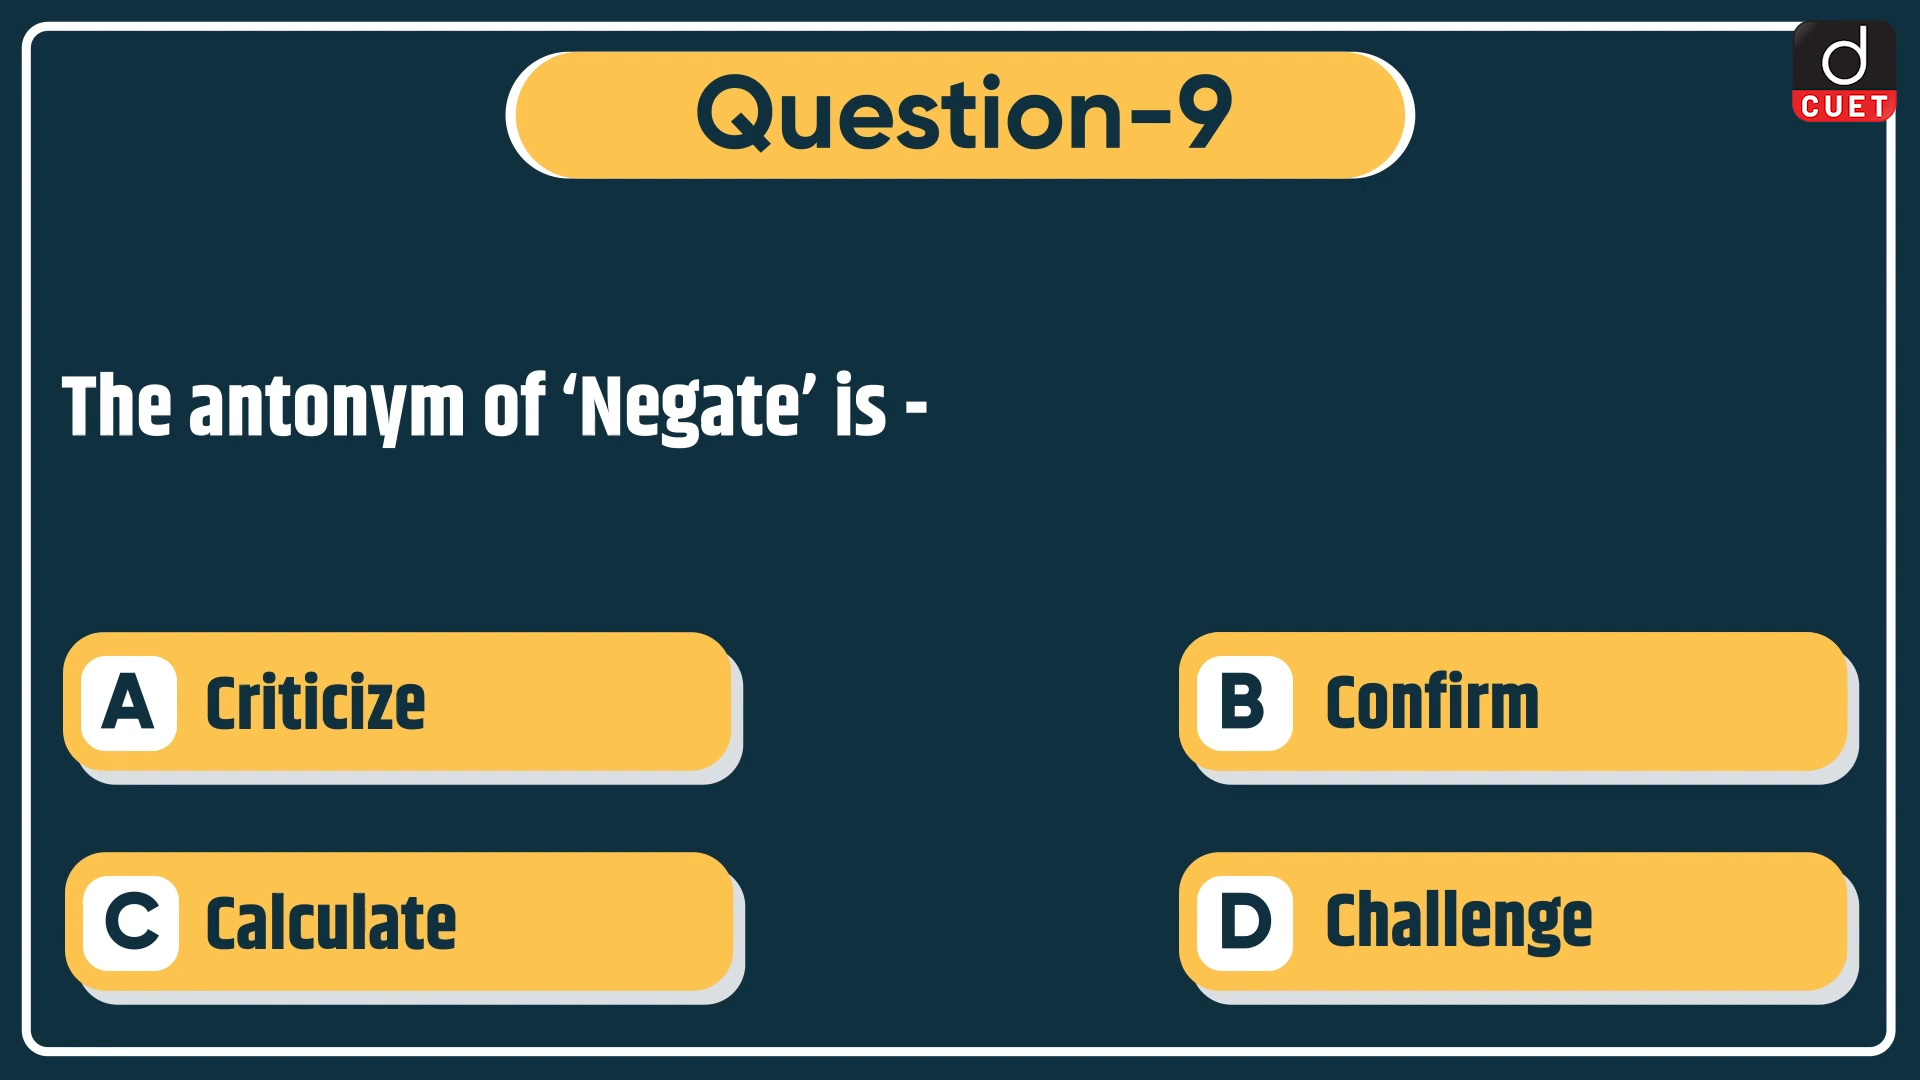 d
CUET
Question-9
The antonym of ‘Negate’ is -
A Criticize
B Confirm
C Calculate
D Challenge